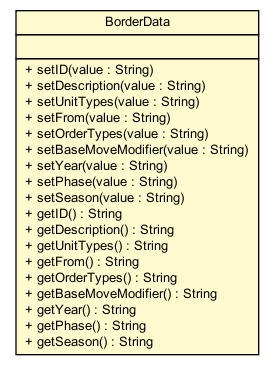 BorderData
+ setID(value : String)
+ setDescription(value : String)
+ setUnitTypes(value : String)
+ setFrom(value : String)
+ setOrderTypes(value : String)
+ setBaseMoveModifier(value : String)
+ setYear(value : String)
+ setPhase(value : String)
+ setSeason(value : String)
+ getID() : String
+ getDescription() : String
+ getUnitTypes() : String
+ getFrom() : String
+ getOrderTypes() : String
+ getBaseMoveModifier() : String
+ getYear() : String
+ getPhase() : String
+ getSeason() : String